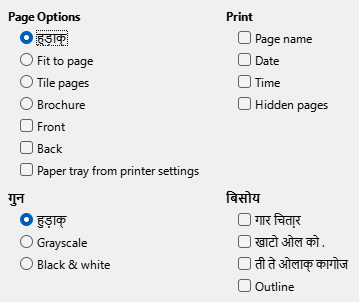 Page Options
हुड़ाक्
Fit to page
Tile pages
Brochure
Front
Back
Paper tray from printer settings
गुन
हुड़ाक्
Grayscale
Black & white
Print
Page name
Date
Time
Hidden pages
बिसोय
गार चिता़र
खाटो ओल को .
ती ते ओलाक् कागोज
Outline